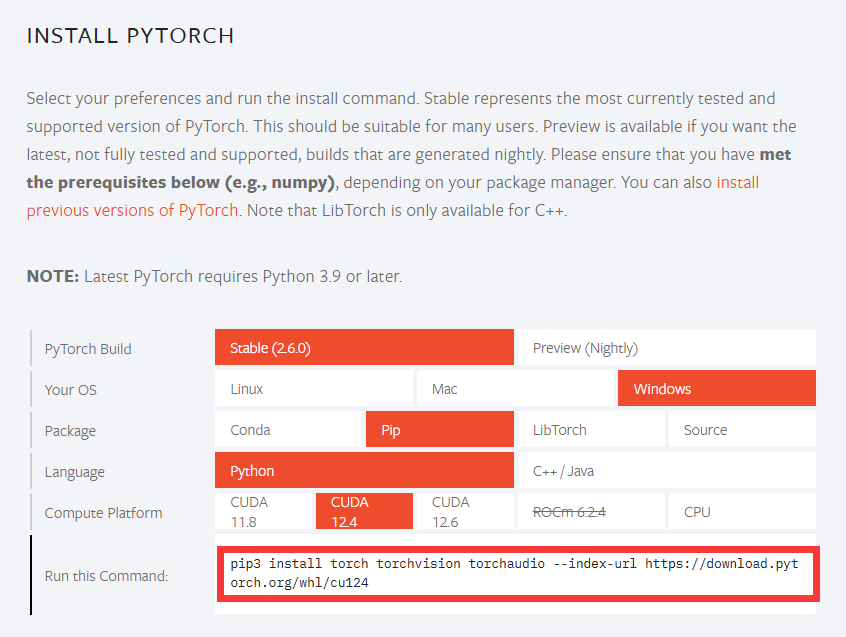 INSTALL PYTORCH
Select your preferences and run the install command. Stable represents the most currently tested and
supported version of PyTorch. This should be suitable for many users. Preview is available if you want the
latest, not fully tested and supported, builds that are generated nightly. Please ensure that you have met
the prerequisites below (e.g., numpy), depending on your package manager. You can also install
previous versions of PyTorch. Note that LibTorch is only available for C++.
NOTE: Latest PyTorch requires Python 3.9 or later.
PyTorch Build Stable (2.6.0) Preview (Nightly)
Your OS Linux Mac Windows
Package Conda Pip LibTorch Source
Language Python C++ / Java
Compute Platform CUDA 11.8 CUDA 12.4 CUDA 12.6 ROCm 6.2.4 CPU
Run this Command: pip3 install torch torchvision torchaudio --index-url https://download.pyt
orch.org/whl/cu124